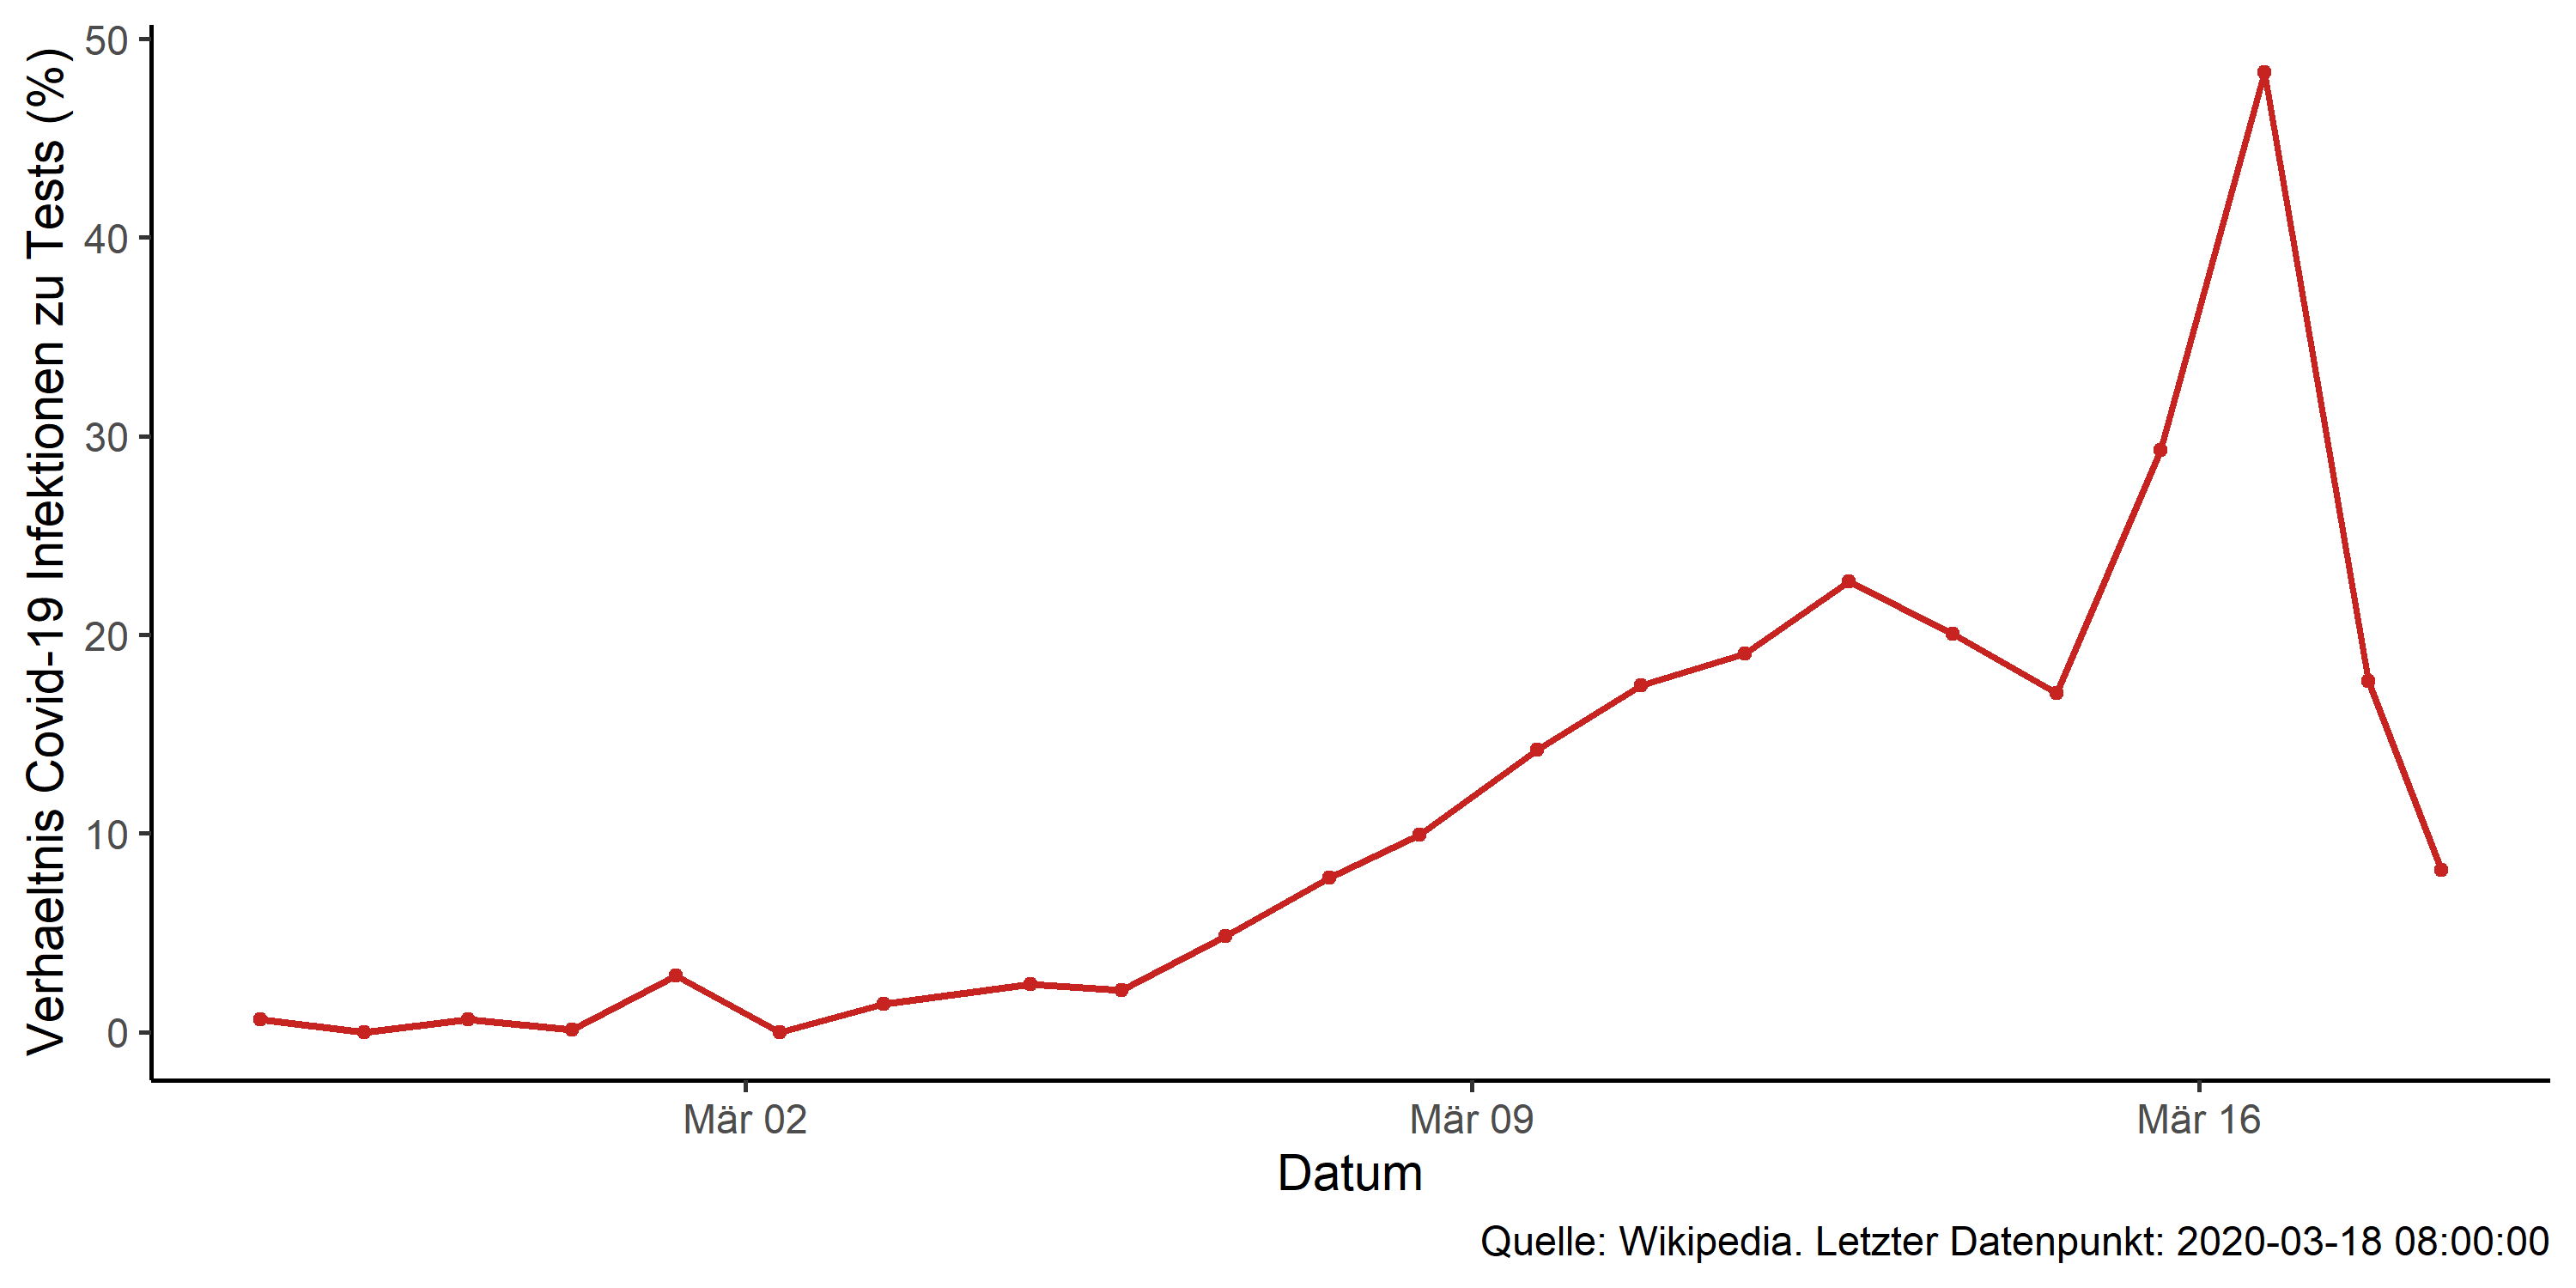 Verhaeltnis Covid-19 Infektionen zu Tests (%)
50
40
30
20
10
0
Mär 02
Mär 09
Mär 16
Datum
Quelle: Wikipedia. Letzter Datenpunkt: 2020-03-18 08:00:00